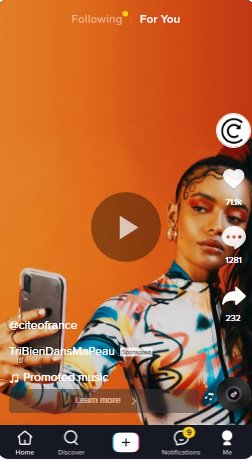 Following
For You
71.1k
1281
232
@citeofrance
TriBienDansMaPeau Sponsored
Promoted music
Learn more
9
Home
Discover
Notifications
Me